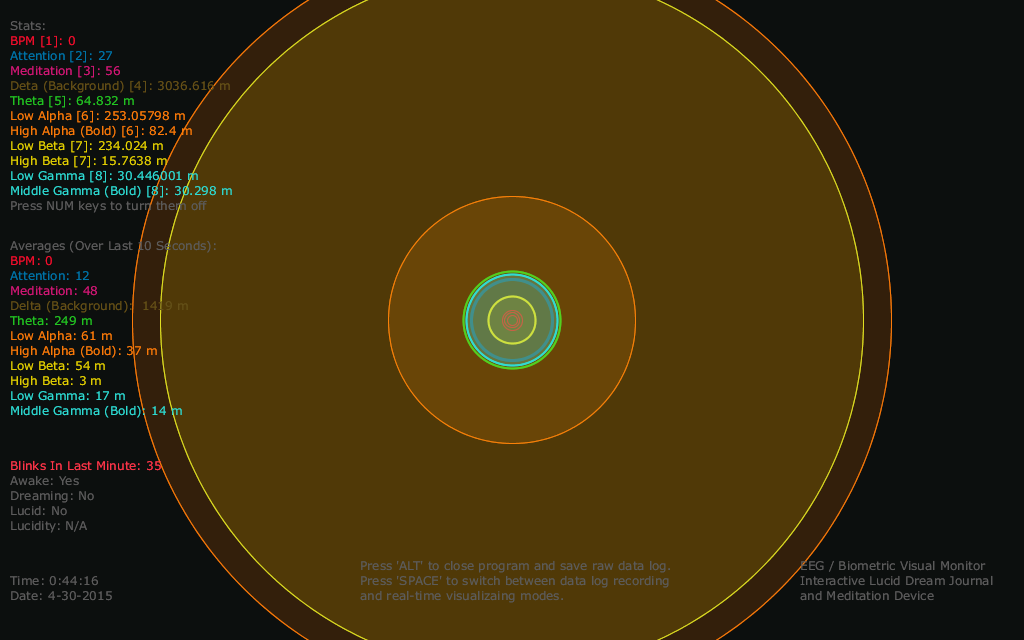 Stats:
BPM [1]: 0
Attention [2]: 27
Meditation [3]: 56
Deta (Background) [4]: 3036.616 m
Theta [5]: 64.832 m
Low Alpha [6]: 253.05798 m
High Alpha (Bold) [6]: 82.4 m
Low Beta [7]: 234.024 m
High Beta [7]: 15.7638 m
Low Gamma [8]: 30.446001 m
Middle Gamma (Bold) [8]: 30.298 m
Press NUM keys to turn them off
Averages (Over Last 10 Seconds):
BPM: 0
Attention: 12
Meditation: 48
Delta (Background): 1419 m
Theta: 249 m
Low Alpha: 61 m
High Alpha (Bold): 37 m
Low Beta: 54 m
High Beta: 3 m
Low Gamma: 17 m
Middle Gamma (Bold): 14 m
Blinks In Last Minute: 35
Awake: Yes
Dreaming: No
Lucid: No
Lucidity: N/A
Time: 0:44:16
Date: 4-30-2015
Press 'ALT' to close program and save raw data log.
Press 'SPACE' to switch between data log recording
and real-time visualizaing modes.
EEG / Biometric Visual Monitor
Interactive Lucid Dream Journal
and Meditation Device